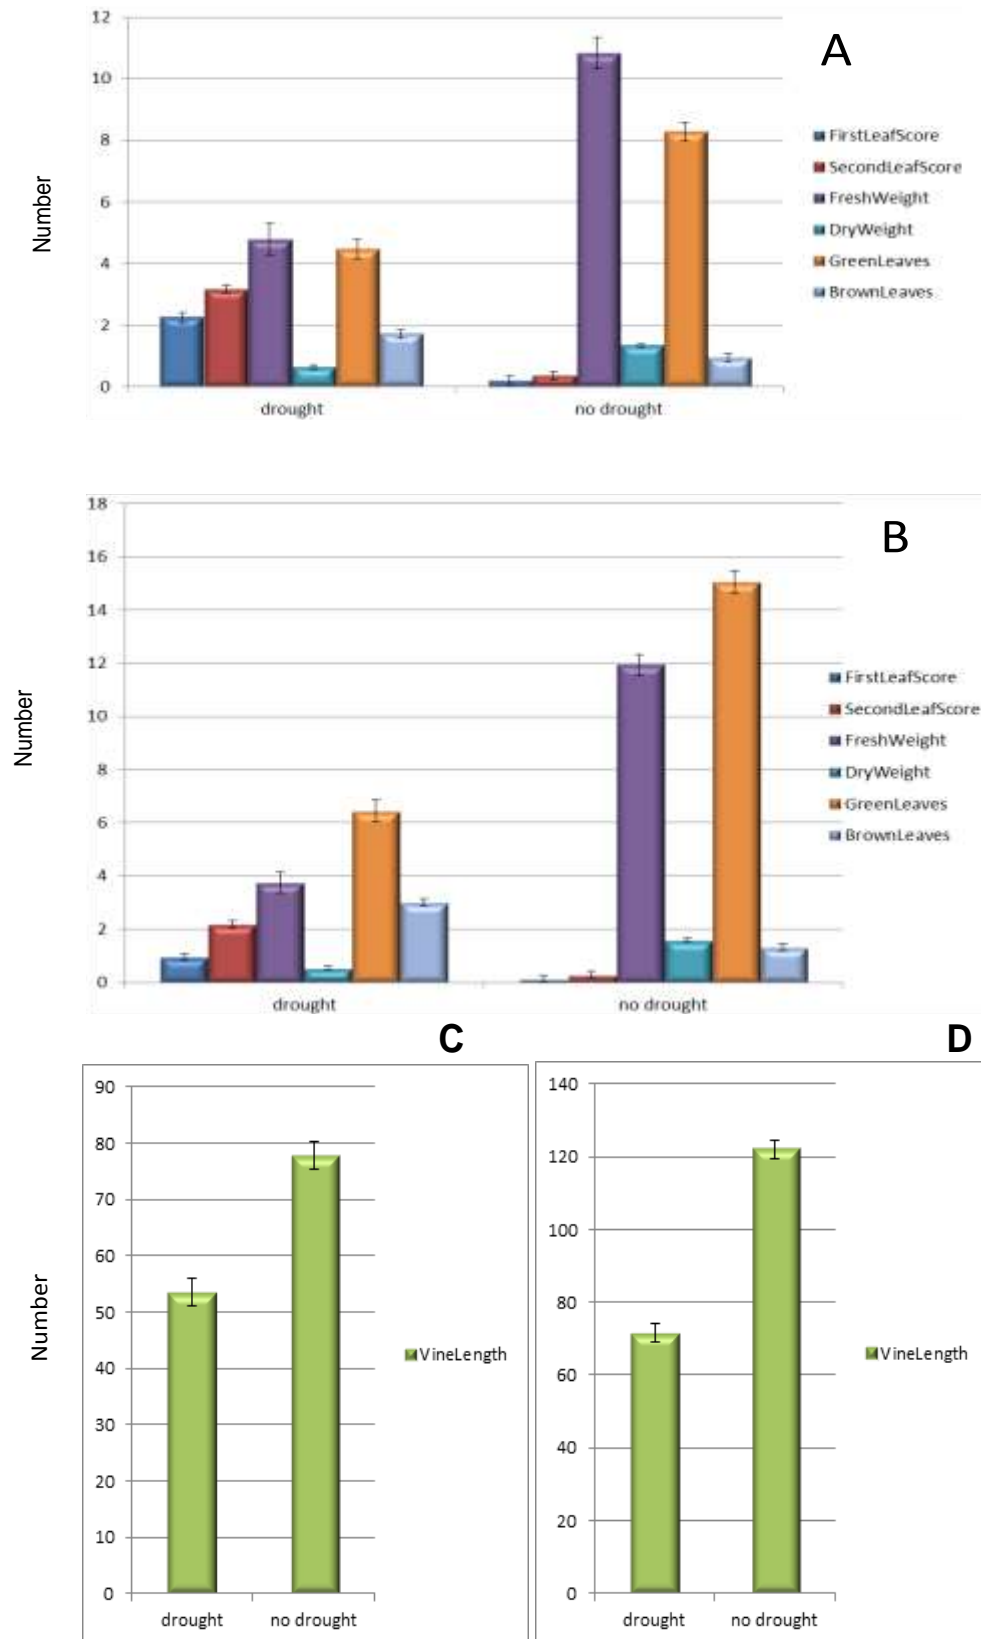 A
12
10
8
6
4
2
0
Number
drought
no drought
FirstLeafScore
SecondLeafScore
FreshWeight
DryWeight
GreenLeaves
BrownLeaves
B
18
16
14
12
10
8
6
4
2
0
Number
drought
no drought
FirstLeafScore
SecondLeafScore
FreshWeight
DryWeight
GreenLeaves
BrownLeaves
C
90
80
70
60
50
40
30
20
10
0
Number
drought
no drought
VineLength
D
140
120
100
80
60
40
20
0
drought
no drought
VineLength